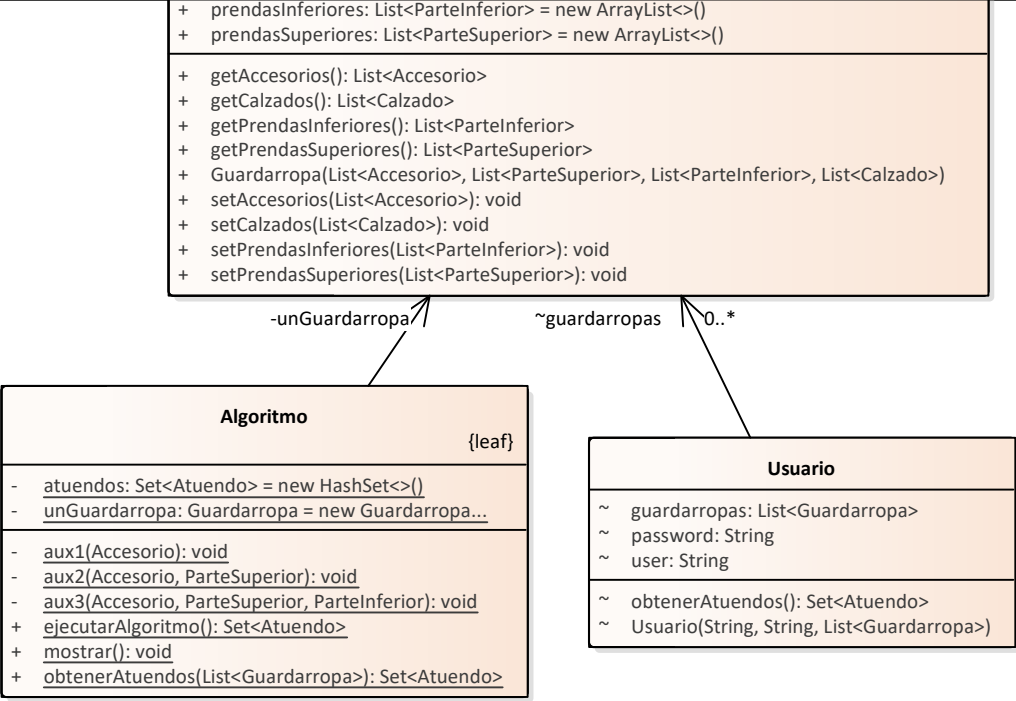 + prendasInferiores: List<ParteInferior> = new ArrayList<>()
+ prendasSuperiores: List<ParteSuperior> = new ArrayList<>()
+ getAccesorios(): List<Accesorio>
+ getCalzados(): List<Calzado>
+ getPrendasInferiores(): List<ParteInferior>
+ getPrendasSuperiores(): List<ParteSuperior>
+ Guardarropa(List<Accesorio>, List<ParteSuperior>, List<ParteInferior>, List<Calzado>)
+ setAccesorios(List<Accesorio>): void
+ setCalzados(List<Calzado>): void
+ setPrendasInferiores(List<ParteInferior>): void
+ setPrendasSuperiores(List<ParteSuperior>): void
-unGuardarropa ~guardarropas 0..*
Algoritmo
{leaf}
- atuendos: Set<Atuendo> = new HashSet<>()
- unGuardarropa: Guardarropa = new Guardarropa...
- aux1(Accesorio): void
- aux2(Accesorio, ParteSuperior): void
- aux3(Accesorio, ParteSuperior, ParteInferior): void
+ ejecutarAlgoritmo(): Set<Atuendo>
+ mostrar(): void
+ obtenerAtuendos(List<Guardarropa>): Set<Atuendo>
Usuario
~ guardarropas: List<Guardarropa>
~ password: String
~ user: String
~ obtenerAtuendos(): Set<Atuendo>
~ Usuario(String, String, List<Guardarropa>)